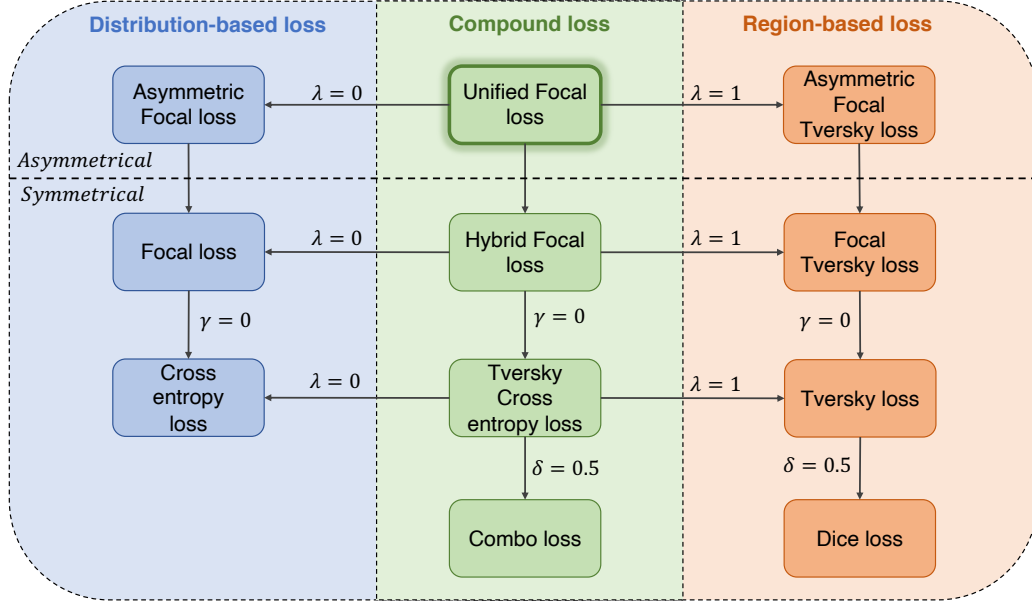 Distribution-based loss
Compound loss
Region-based loss
Asymmetric
Focal loss
λ = 0
Unified Focal
loss
λ = 1
Asymmetric
Focal
Tversky loss
Asymmetrical
Symmetrical
Focal loss
λ = 0
Hybrid Focal
loss
λ = 1
Focal
Tversky loss
γ = 0
γ = 0
γ = 0
Cross
entropy
loss
λ = 0
Tversky
Cross
entropy loss
λ = 1
Tversky loss
δ = 0.5
δ = 0.5
Combo loss
Dice loss